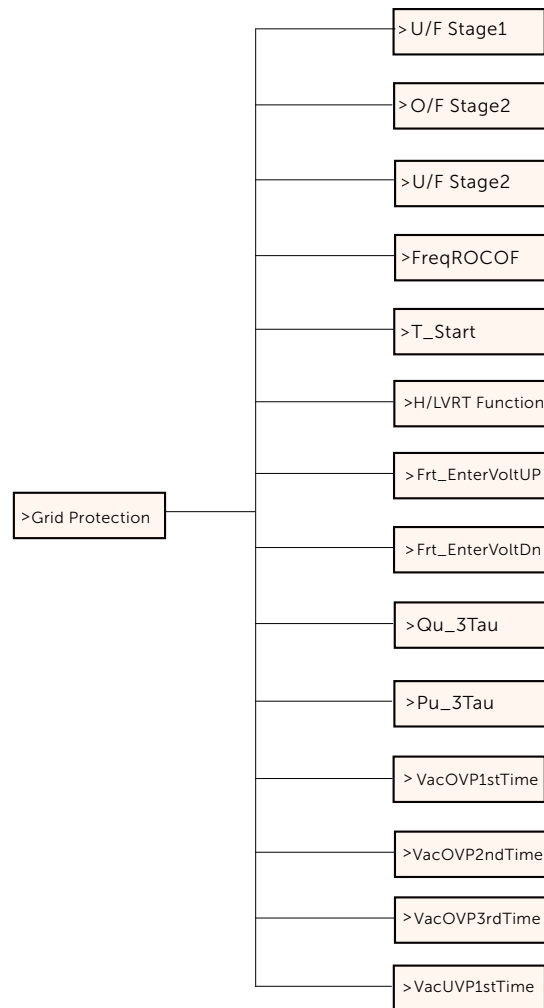 >U/F Stage1
>O/F Stage2
>U/F Stage2
>FreqROCOF
>T_Start
>H/LVRT Function
>Frt_EnterVoltUP
>Grid Protection
>Frt_EnterVoltDn
>Qu_3Tau
>Pu_3Tau
> VacOVP1stTime
>VacOVP2ndTime
>VacOVP3rdTime
>VacUVP1stTime